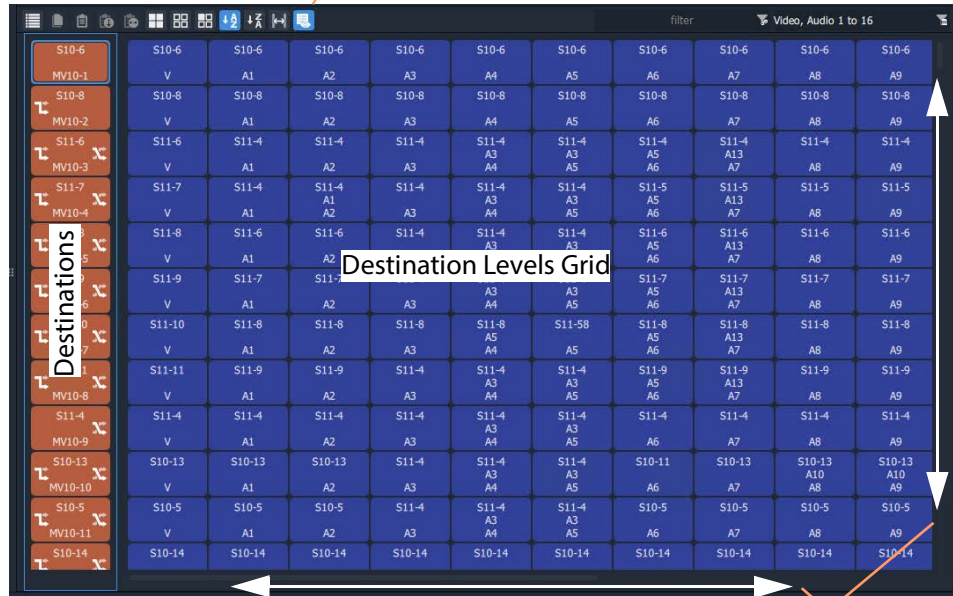 filter Video, Audio 1 to 16
S10-6 S10-6 S10-6 S10-6 S10-6 S10-6 S10-6 S10-6 S10-6 S10-6 S10-6
MV10-1 V A1 A2 A3 A4 A5 A6 A7 A8 A9
S10-8 S10-8 S10-8 S10-8 S10-8 S10-8 S10-8 S10-8 S10-8 S10-8 S10-8
MV10-2 V A1 A2 A3 A4 A5 A6 A7 A8 A9
S11-6 S11-6 S11-4 S11-4 S11-4 S11-4 S11-4 S11-4 S11-4 S11-4 S11-4
A3 A3 A5 A13
MV10-3 V A1 A2 A3 A4 A5 A6 A7 A8 A9
S11-7 S11-7 S11-4 S11-4 S11-4 S11-4 S11-4 S11-5 S11-5 S11-5 S11-5
A1 A3 A3 A5 A13
MV10-4 V A1 A2 A3 A4 A5 A6 A7 A8 A9
S11-8 S11-6 S11-6 S11-4 S11-4 S11-4 S11-6 S11-6 S11-6 S11-6
A3 A3 A5 A13
V A1 A2 A6 A7 A8 A9
Destinations
Destination Levels Grid
S11-9 S11-7 S11-7 S11-7 S11-7 S11-7
A3 A3 A5 A13
V A1 A2 A3 A4 A5 A6 A7 A8 A9
S11-10 S11-8 S11-8 S11-8 S11-8 S11-58 S11-8 S11-8 S11-8 S11-8
A5 A5 A13
V A1 A2 A3 A4 A5 A6 A7 A8 A9
S11-11 S11-9 S11-9 S11-4 S11-4 S11-4 S11-9 S11-9 S11-9 S11-9
A3 A3 A5 A13
MV10-8 V A1 A2 A3 A4 A5 A6 A7 A8 A9
S11-4 S11-4 S11-4 S11-4 S11-4 S11-4 S11-4 S11-4 S11-4 S11-4 S11-4
A3 A3
MV10-9 V A1 A2 A3 A4 A5 A6 A7 A8 A9
S10-13 S10-13 S10-13 S10-13 S11-4 S11-4 S11-4 S10-11 S10-13 S10-13 S10-13
A3 A3 A10 A10
MV10-10 V A1 A2 A3 A4 A5 A6 A7 A8 A9
S10-5 S10-5 S10-5 S10-5 S11-4 S11-4 S11-4 S10-5 S10-5 S10-5 S10-5
A3 A3
MV10-11 V A1 A2 A3 A4 A5 A6 A7 A8 A9
S10-14 S10-14 S10-14 S10-14 S10-14 S10-14 S10-14 S10-14 S10-14 S10-14 S10-14